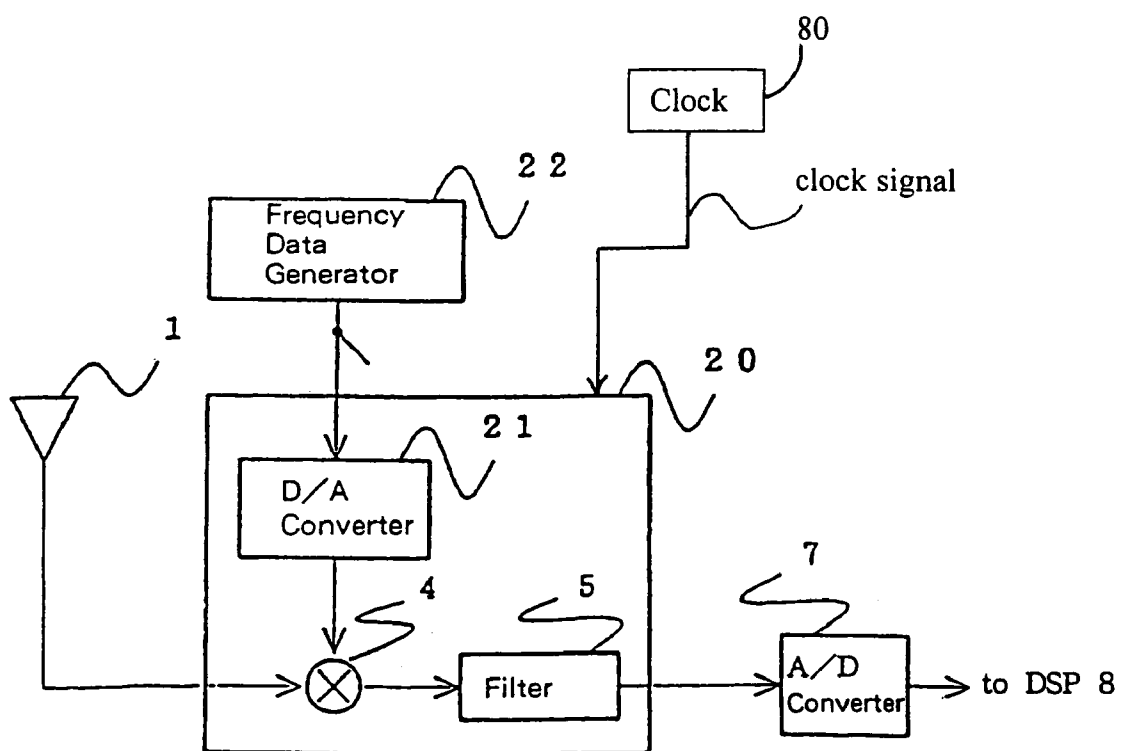 80
Clock
2 2
clock signal
Frequency
Data
Generator
1
2 0
2 1
D/A
Converter
4
5
7
Filter
A/D
Converter
to DSP 8